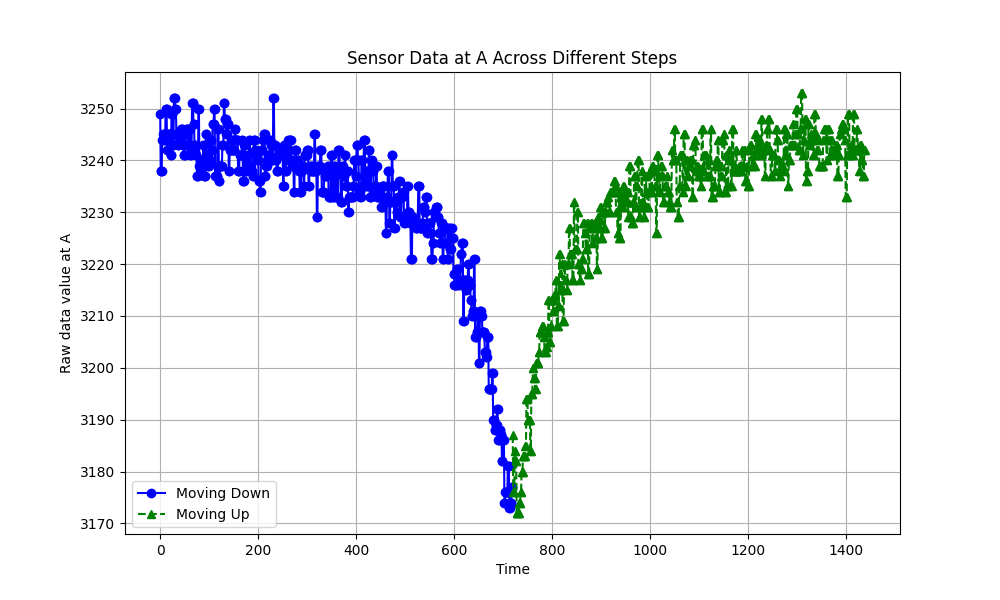 Sensor Data at A Across Different Steps
Raw data value at A
3250
3240
3230
3220
3210
3200
3190
3180
3170
Moving Down
Moving Up
0 200 400 600 800 1000 1200 1400
Time